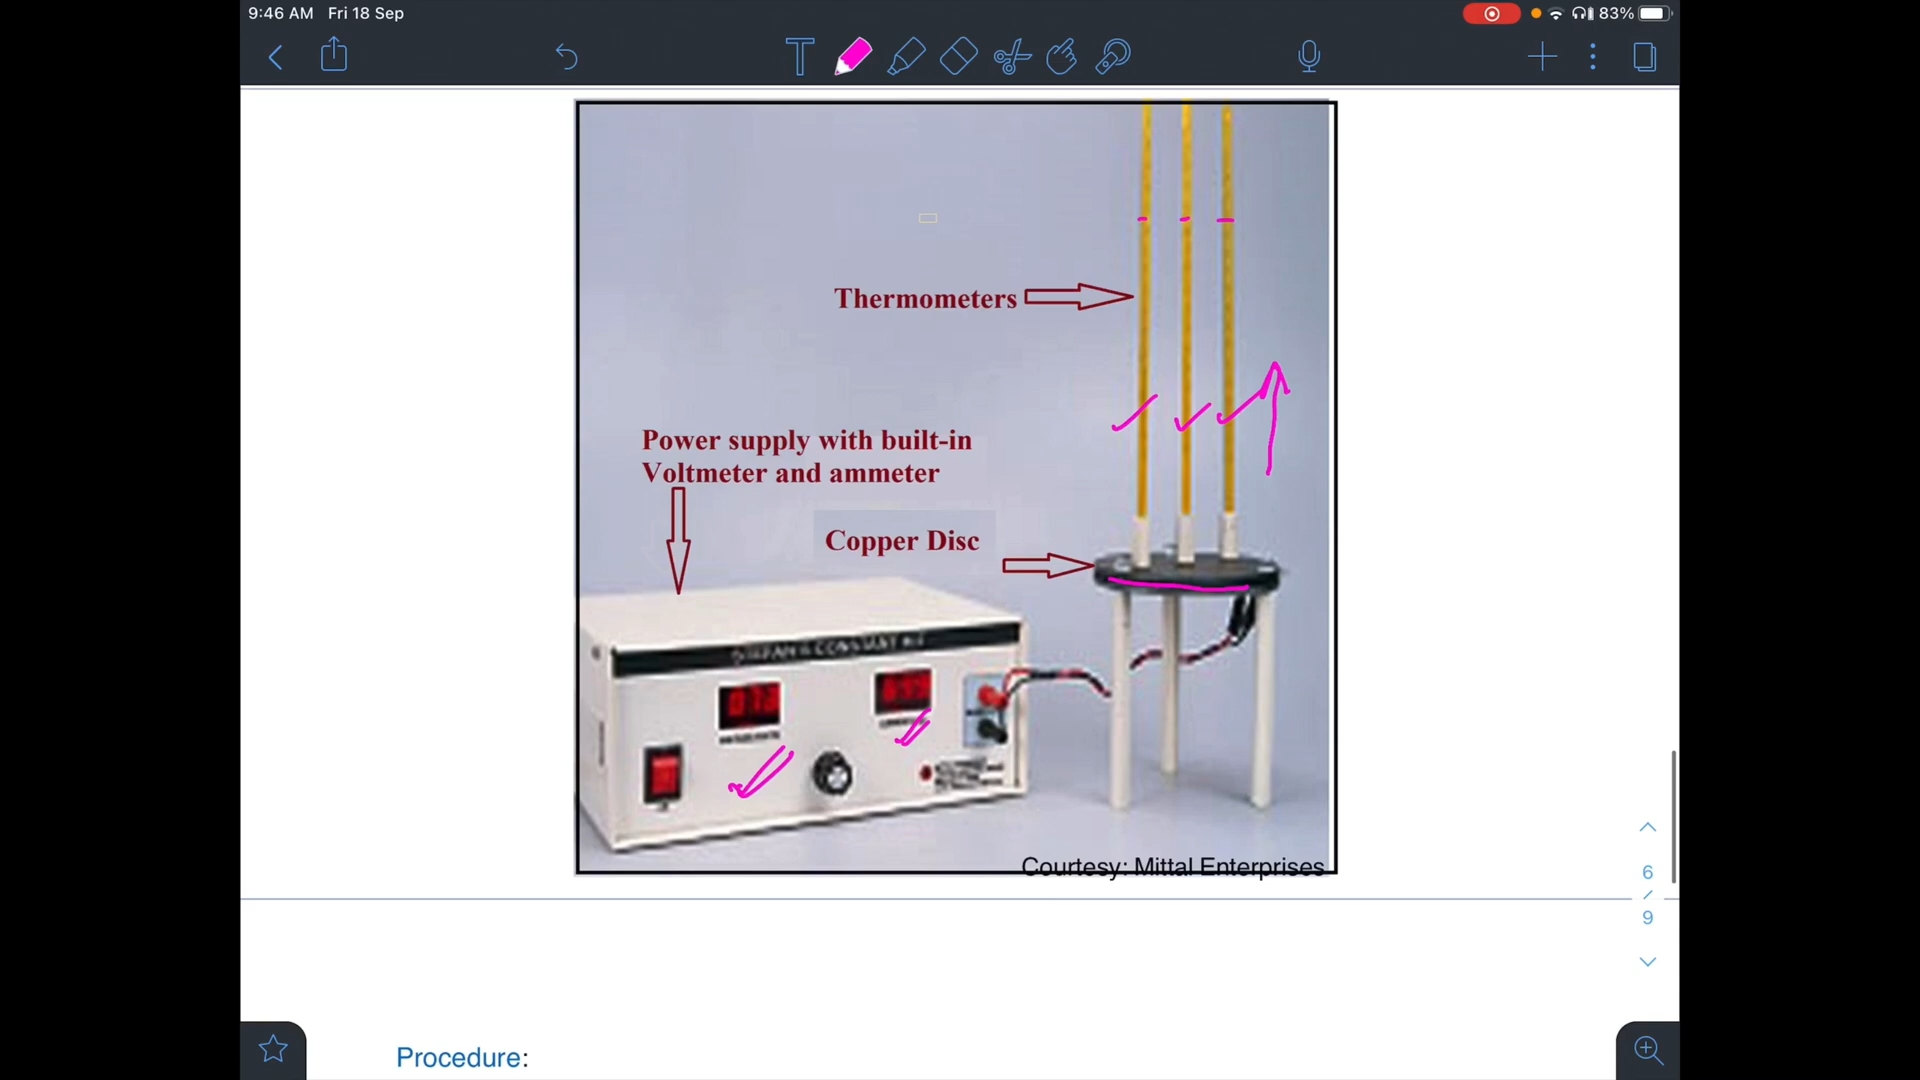 9:46 AM Fri 18 Sep
83%
T
Thermometers
Power supply with built-in
Voltmeter and ammeter
Copper Disc
Courtesy: Mittal Enterprises
6
/
9
Procedure: